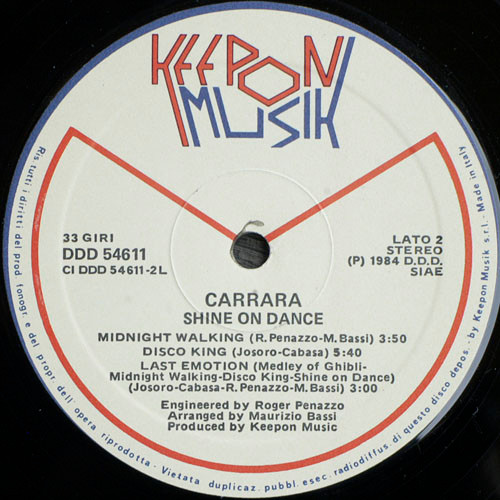 KEEPON
MUSIK
33 GIRI
DDD 54611
CI DDD 54611-2L
LATO 2
STEREO
(P) 1984 D.D.D.
SIAE
CARRARA
SHINE ON DANCE
MIDNIGHT WALKING (R.Penazzo-M.Bassi) 3:50
DISCO KING (Josoro-Cabasa) 5:40
LAST EMOTION (Medley of Ghibli-
Midnight Walking-Disco King-Shine on Dance)
(Josoro-Cabasa-R.Penazzo-M.Bassi) 3:00
Engineered by Roger Penazzo
Arranged by Maurizio Bassi
Produced by Keepon Music
Ris. tutti i diritti del prod. fonogr. e del propr. dell' opera riprodotta - Vietata duplicaz. pubbl. esec. radiodiffus. di questo disco depos. - by Keepon Musik s.r.l. - Made in Italy